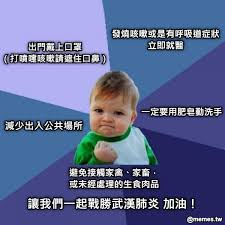 發燒咳嗽或是有呼吸道症狀
立即就醫
出門戴上口罩
(打噴嚏咳嗽請遮住口鼻)
一定要用肥皂勤洗手
減少出入公共場所
避免接觸家禽、家畜，
或未經處理的生食肉品
讓我們一起戰勝武漢肺炎 加油！
@memes.tw